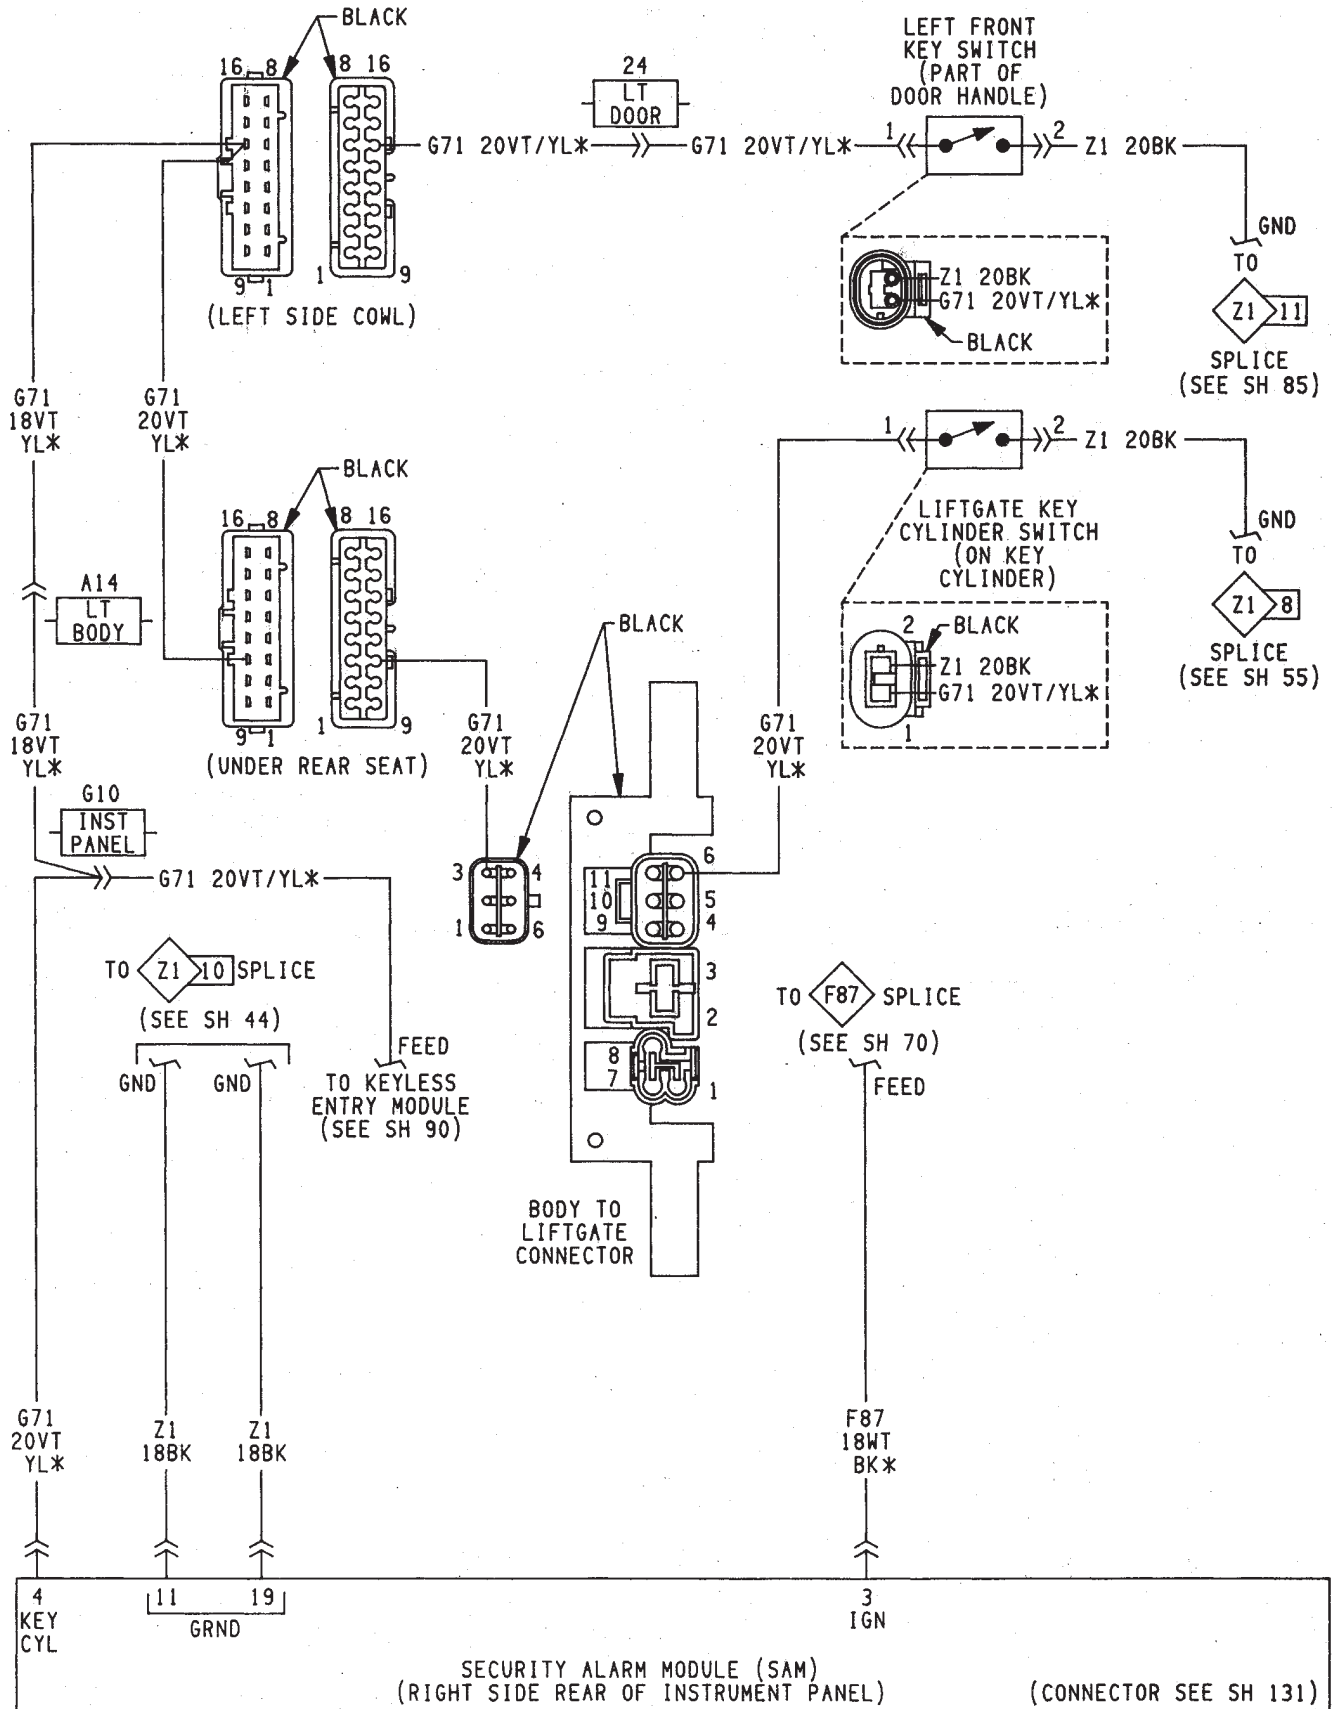 BLACK
LEFT FRONT
KEY SWITCH
(PART OF
DOOR HANDLE)
16 8
8 16
24
LT
DOOR
G71 20VT/YL*
G71 20VT/YL*
1
2
Z1 20BK
GND
TO
Z1 11
SPLICE
(SEE SH 85)
Z1 20BK
G71 20VT/YL*
BLACK
9 1
1
9
(LEFT SIDE COWL)
G71
18VT
YL*
G71
20VT
YL*
1
2
Z1 20BK
GND
TO
Z1 8
SPLICE
(SEE SH 55)
LIFTGATE KEY
CYLINDER SWITCH
(ON KEY
CYLINDER)
2
BLACK
Z1 20BK
G71 20VT/YL*
1
BLACK
16 8
8 16
A14
LT
BODY
9 1
1
9
(UNDER REAR SEAT)
BLACK
G71
18VT
YL*
G71
20VT
YL*
G71
20VT
YL*
G10
INST
PANEL
G71 20VT/YL*
3
4
1
6
6
11
10
5
9
4
3
2
8
7
1
TO Z1 10 SPLICE
(SEE SH 44)
GND
GND
FEED
TO KEYLESS
ENTRY MODULE
(SEE SH 90)
TO F87 SPLICE
(SEE SH 70)
FEED
BODY TO
LIFTGATE
CONNECTOR
G71
20VT
YL*
Z1
18BK
Z1
18BK
F87
18WT
BK*
4
KEY
CYL
11
19
GRND
3
IGN
SECURITY ALARM MODULE (SAM)
(RIGHT SIDE REAR OF INSTRUMENT PANEL)
(CONNECTOR SEE SH 131)